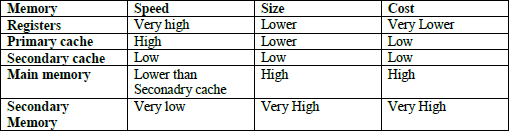 Memory Speed Size Cost
Registers Very high Lower Very Lower
Primary cache High Lower Low
Secondary cache Low Low Low
Main memory Lower than High High
Seconadry cache
Secondary Very low Very High Very High
Memory